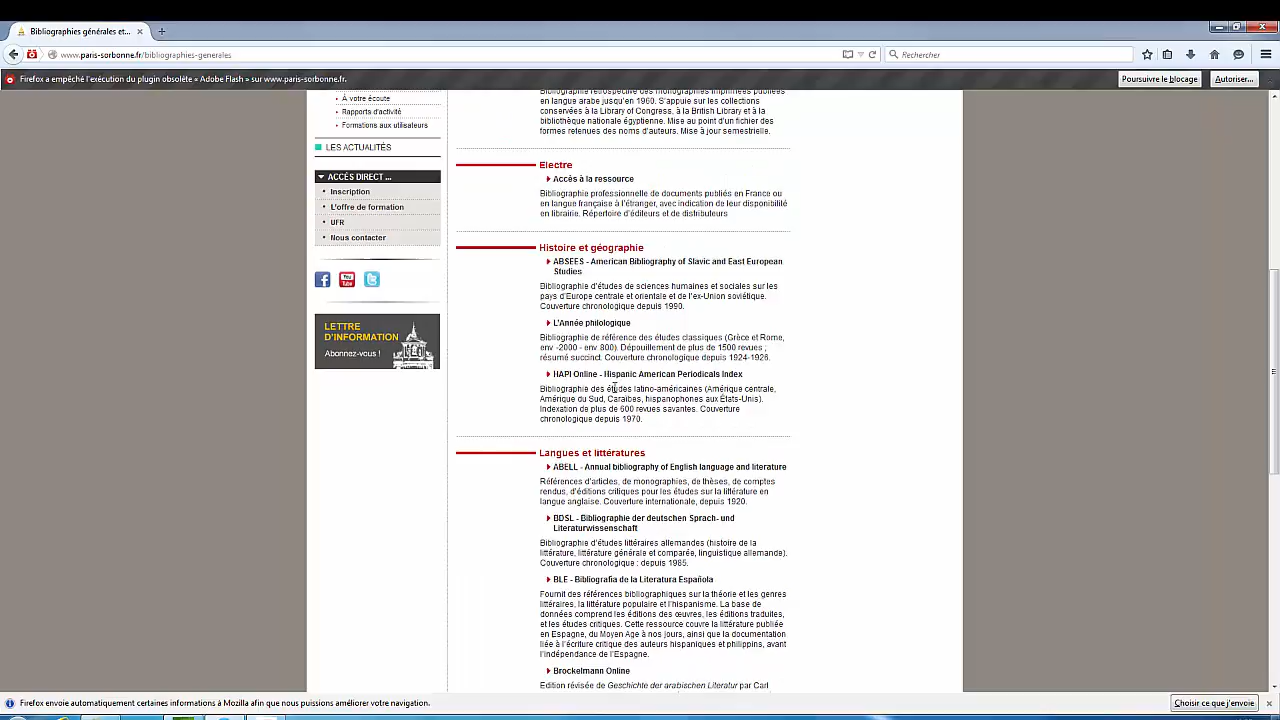 Bibliographies générales et...
www.paris-sorbonne.fr/bibliographies-generales
Rechercher
Firefox a empêché l'exécution du plugin obsolète « Adobe Flash » sur www.paris-sorbonne.fr.
Poursuivre le blocage
Autoriser...
À votre écoute
Rapports d'activité
Formations aux utilisateurs
LES ACTUALITÉS
ACCÈS DIRECT ...
Inscription
L'offre de formation
UFR
Nous contacter
You Tube
LETTRE
D'INFORMATION
Abonnez-vous !
Bibliographie rétrospective des monographies imprimées publiées
en langue arabe jusqu'en 1960. S'appuie sur les collections
conservées à la Library of Congress, à la British Library et à la
bibliothèque nationale égyptienne. Mise au point d'un fichier des
formes retenues des noms d'auteurs. Mise à jour semestrielle.
Electre
Accès à la ressource
Bibliographie professionnelle de documents publiés en France ou
en langue française à l'étranger, avec indication de leur disponibilité
en librairie. Répertoire d'éditeurs et de distributeurs
Histoire et géographie
ABSEES - American Bibliography of Slavic and East European
Studies
Bibliographie d'études de sciences humaines et sociales sur les
pays d'Europe centrale et orientale et de l'ex-Union soviétique.
Couverture chronologique depuis 1990.
L'Année philologique
Bibliographie de référence des études classiques (Grèce et Rome,
env -2000 - env. 800). Dépouillement de plus de 1500 revues ;
résumé succinct. Couverture chronologique depuis 1924-1926.
HAPI Online - Hispanic American Periodicals Index
Bibliographie des études latino-américaines (Amérique centrale,
Amérique du Sud, Caraïbes, hispanophones aux États-Unis).
Indexation de plus de 600 revues savantes. Couverture
chronologique depuis 1970.
Langues et littératures
ABELL - Annual bibliography of English language and literature
Références d'articles, de monographies, de thèses, de comptes
rendus, d'éditions critiques pour les études sur la littérature en
langue anglaise. Couverture internationale, depuis 1920.
BDSL - Bibliographie der deutschen Sprach- und
Literaturwissenschaft
Bibliographie d'études littéraires allemandes (histoire de la
littérature, littérature générale et comparée, linguistique allemande).
Couverture chronologique : depuis 1985.
BLE - Bibliografía de la Literatura Española
Fournit des références bibliographiques sur la théorie et les genres
littéraires, la littérature populaire et l'hispanisme. La base de
données comprend les éditions des œuvres, les éditions traduites,
et les études critiques. Cette ressource couvre la littérature publiée
en Espagne, du Moyen Age à nos jours, ainsi que la documentation
liée à l'écriture critique des auteurs hispaniques et philippins, avant
l'indépendance de l'Espagne.
Brockelmann Online
Edition révisée de Geschichte der arabischen Literatur par Carl
Firefox envoie automatiquement certaines informations à Mozilla afin que nous puissions améliorer votre navigation.
Choisir ce que j'envoie